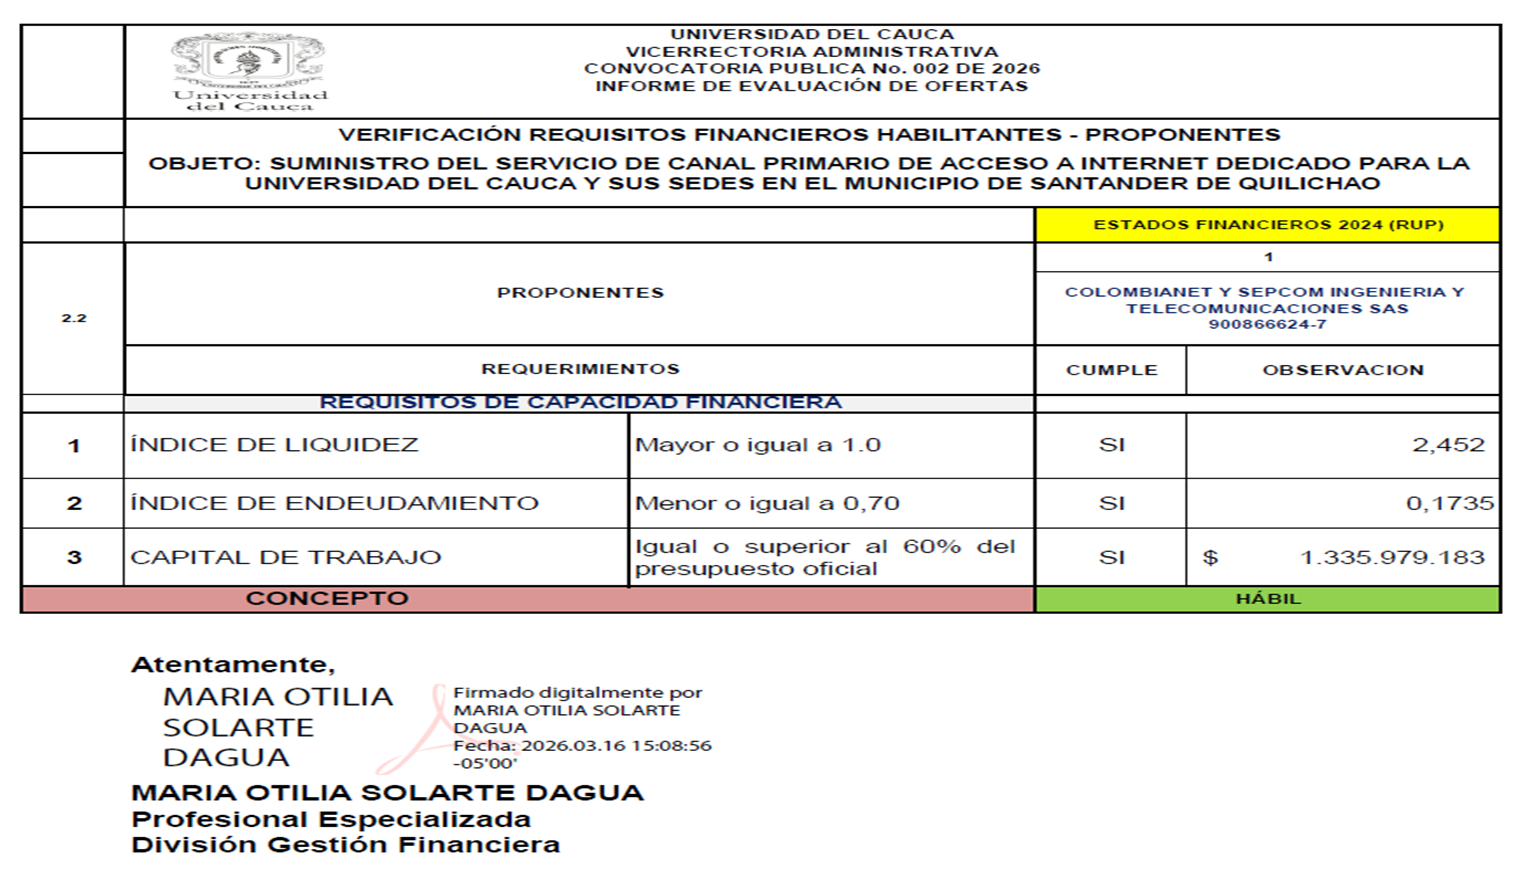 UNIVERSIDAD DEL CAUCA
VICERRECTORIA ADMINISTRATIVA
CONVOCATORIA PUBLICA No. 002 DE 2026
INFORME DE EVALUACIÓN DE OFERTAS
Universidad
del Cauca
VERIFICACIÓN REQUISITOS FINANCIEROS HABILITANTES - PROPONENTES
OBJETO: SUMINISTRO DEL SERVICIO DE CANAL PRIMARIO DE ACCESO A INTERNET DEDICADO PARA LA
UNIVERSIDAD DEL CAUCA Y SUS SEDES EN EL MUNICIPIO DE SANTANDER DE QUILICHAO
ESTADOS FINANCIEROS 2024 (RUP)
1
2.2
PROPONENTES
COLOMBIANET Y SEPCOM INGENIERIA Y
TELECOMUNICACIONES SAS
900866624-7
REQUERIMIENTOS
CUMPLE
OBSERVACION
REQUISITOS DE CAPACIDAD FINANCIERA
1 ÍNDICE DE LIQUIDEZ Mayor o igual a 1.0 SI 2,452
2 ÍNDICE DE ENDEUDAMIENTO Menor o igual a 0,70 SI 0,1735
3 CAPITAL DE TRABAJO Igual o superior al 60% del
presupuesto oficial SI $ 1.335.979.183
CONCEPTO HÁBIL
Atentamente,
MARIA OTILIA
SOLARTE
DAGUA
Firmado digitalmente por
MARIA OTILIA SOLARTE
DAGUA
Fecha: 2026.03.16 15:08:56
-05'00'
MARIA OTILIA SOLARTE DAGUA
Profesional Especializada
División Gestión Financiera